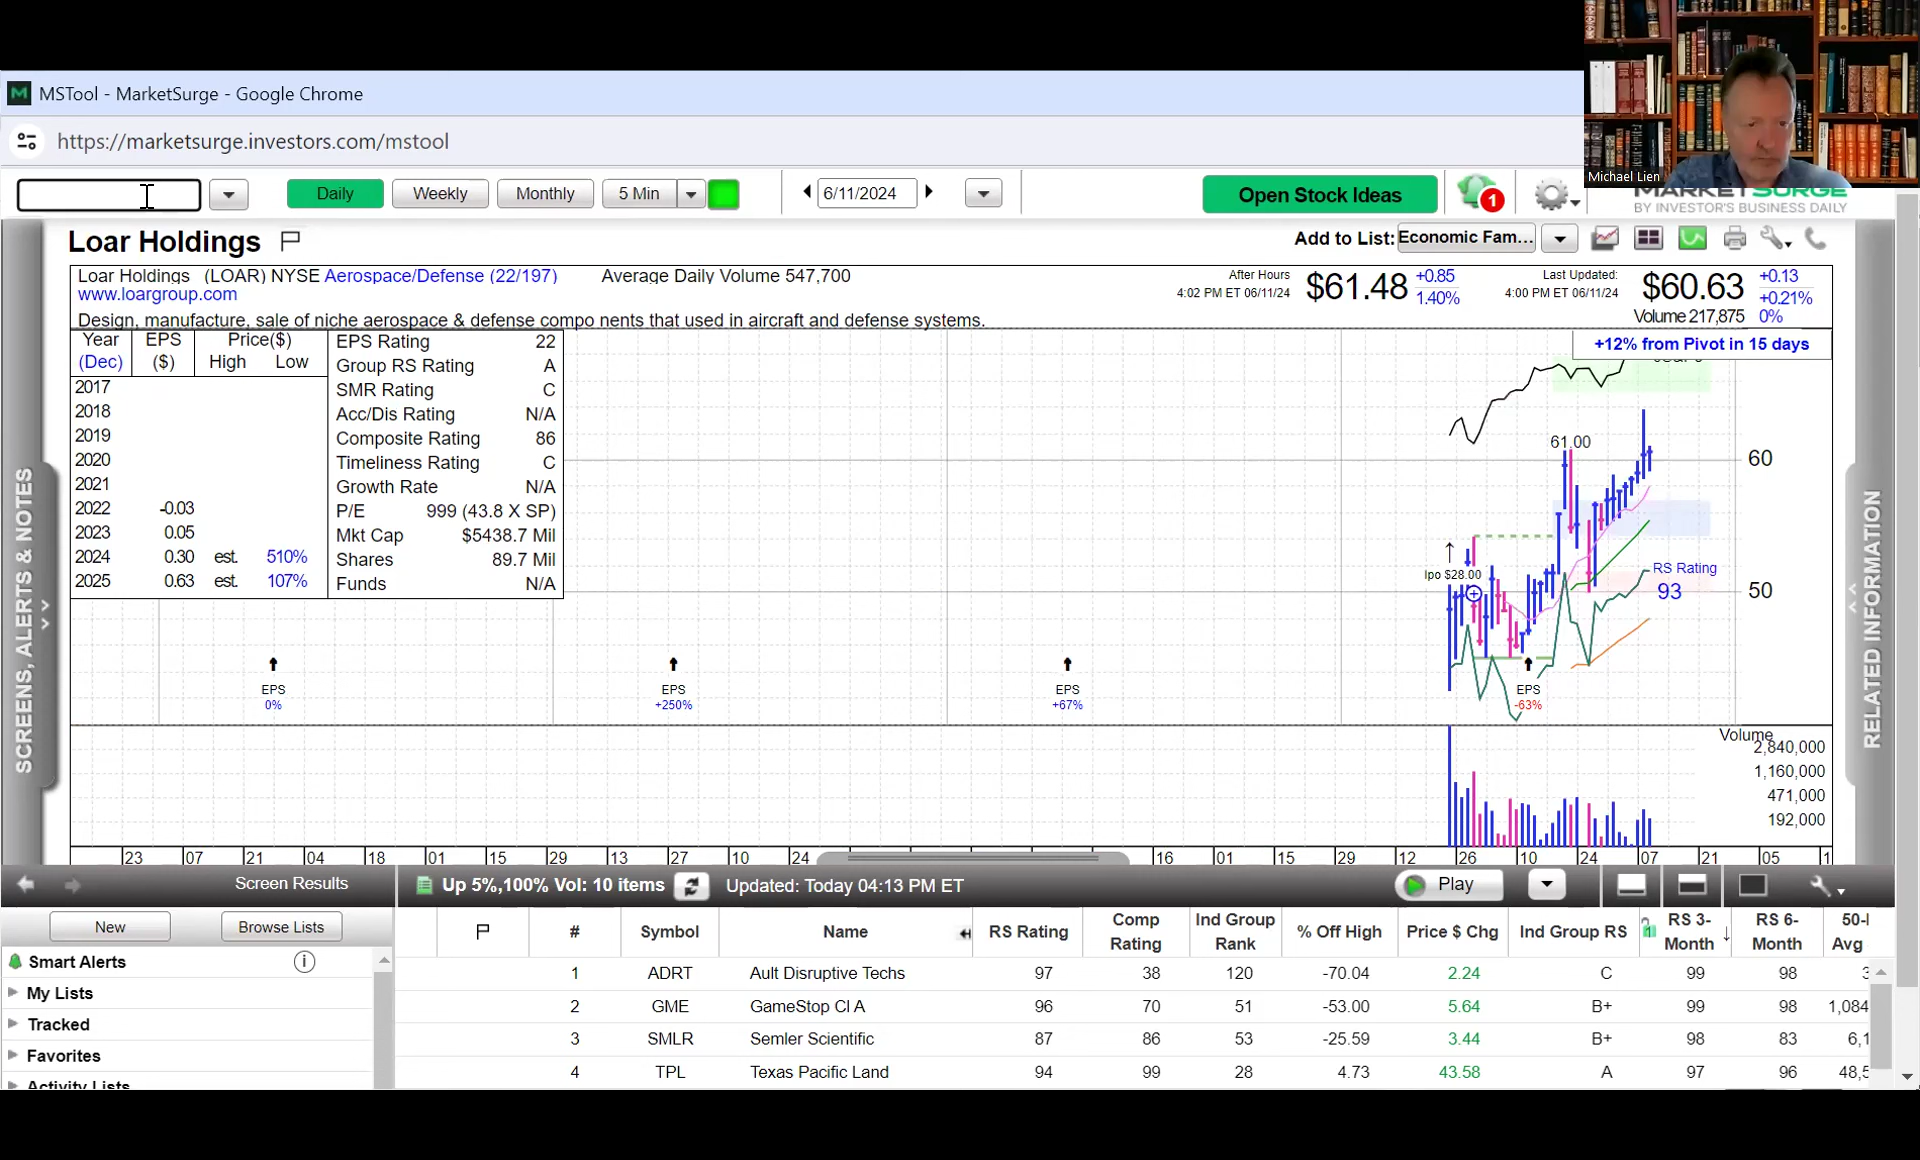 MSTool - MarketSurge - Google Chrome
https://marketsurge.investors.com/mstool
Michael Lien
Daily
Weekly
Monthly
5 Min
6/11/2024
Open Stock Ideas
1
MARKETSURGE
BY INVESTOR'S BUSINESS DAILY
Loar Holdings
Add to List: Economic Fam...
Loar Holdings (LOAR) NYSE Aerospace/Defense (22/197) Average Daily Volume 547,700
www.loargroup.com
Design, manufacture, sale of niche aerospace & defense compo nents that used in aircraft and defense systems.
After Hours
4:02 PM ET 06/11/24
$61.48
+0.85
1.40%
Last Updated:
4:00 PM ET 06/11/24
$60.63
+0.13
+0.21%
Volume 217,875 0%
+12% from Pivot in 15 days
Year EPS Price($)
(Dec) ($) High Low
2017
2018
2019
2020
2021
2022 -0.03
2023 0.05
2024 0.30 est. 510%
2025 0.63 est. 107%
EPS Rating 22
Group RS Rating A
SMR Rating C
Acc/Dis Rating N/A
Composite Rating 86
Timeliness Rating C
Growth Rate N/A
P/E 999 (43.8 X SP)
Mkt Cap $5438.7 Mil
Shares 89.7 Mil
Funds N/A
61.00
60
Ipo $28.00
RS Rating
93
50
EPS
0%
EPS
+250%
EPS
+67%
EPS
-63%
Volume
2,840,000
1,160,000
471,000
192,000
23 07 21 04 18 01 15 29 13 27 10 24 16 01 15 29 12 26 10 24 07 21 05 1
Screen Results
Up 5%,100% Vol: 10 items
Updated: Today 04:13 PM ET
Play
New
Browse Lists
Smart Alerts
My Lists
Tracked
Favorites
Activity Lists
# Symbol Name RS Rating Comp Rating Ind Group Rank % Off High Price $ Chg Ind Group RS RS 3-Month RS 6-Month Avg
1 ADRT Ault Disruptive Techs 97 38 120 -70.04 2.24 C 99 98
2 GME GameStop Cl A 96 70 51 -53.00 5.64 B+ 99 98 1,084
3 SMLR Semler Scientific 87 86 53 -25.59 3.44 B+ 98 83 6,1
4 TPL Texas Pacific Land 94 99 28 4.73 43.58 A 97 96 48,5
SCREENS, ALERTS & NOTES
RELATED INFORMATION